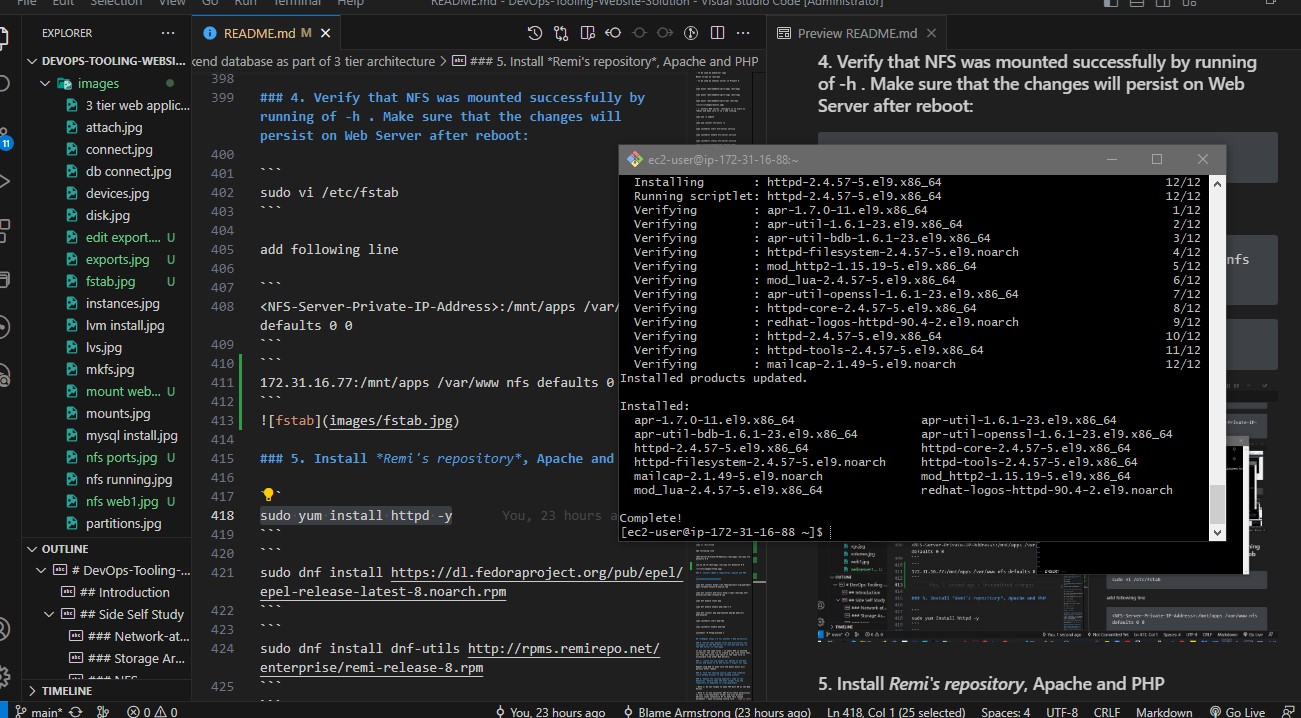 File Edit Selection View Go Run Terminal Help README.md - DevOps-Tooling-Website-Solution - Visual Studio Code [Administrator]
EXPLORER
README.md M
Preview README.md
DEVOPS-TOOLING-WEBSI...
images
3 tier web applic...
attach.jpg
connect.jpg
db connect.jpg
devices.jpg
disk.jpg
edit export.... U
exports.jpg U
fstab.jpg U
instances.jpg
lvm install.jpg
lvs.jpg
mkfs.jpg
mount web... U
mounts.jpg
mysql install.jpg
nfs ports.jpg U
nfs running.jpg
nfs web1.jpg U
partitions.jpg
OUTLINE
# DevOps-Tooling-...
## Introduction
## Side Self Study
### Network-at...
### Storage Ar...
### NFS
TIMELINE
11
kend database as part of 3 tier architecture > ### 5. Install *Remi's repository*, Apache and PHP
398
399 ### 4. Verify that NFS was mounted successfully by
running of -h . Make sure that the changes will
persist on Web Server after reboot:
400
401 ```
402 sudo vi /etc/fstab
403 ```
404
405 add following line
406
407 ```
408 <NFS-Server-Private-IP-Address>:/mnt/apps /var/
defaults 0 0
409 ```
410 ```
411 172.31.16.77:/mnt/apps /var/www nfs defaults 0
412 ```
413 ![fstab](images/fstab.jpg)
414
415 ### 5. Install *Remi's repository*, Apache and
416
417 `
418 sudo yum install httpd -y You, 23 hours a
419 ```
420 ```
421 sudo dnf install https://dl.fedoraproject.org/pub/epel/
epel-release-latest-8.noarch.rpm
422 ```
423 ```
424 sudo dnf install dnf-utils http://rpms.remirepo.net/
enterprise/remi-release-8.rpm
425 ```
4. Verify that NFS was mounted successfully by running
of -h . Make sure that the changes will persist on Web
Server after reboot:
nfs
ec2-user@ip-172-31-16-88:~
Installing : httpd-2.4.57-5.el9.x86_64 12/12
Running scriptlet: httpd-2.4.57-5.el9.x86_64 12/12
Verifying : apr-1.7.0-11.el9.x86_64 1/12
Verifying : apr-util-1.6.1-23.el9.x86_64 2/12
Verifying : apr-util-bdb-1.6.1-23.el9.x86_64 3/12
Verifying : httpd-filesystem-2.4.57-5.el9.noarch 4/12
Verifying : mod_http2-1.15.19-5.el9.x86_64 5/12
Verifying : mod_lua-2.4.57-5.el9.x86_64 6/12
Verifying : apr-util-openssl-1.6.1-23.el9.x86_64 7/12
Verifying : httpd-core-2.4.57-5.el9.x86_64 8/12
Verifying : redhat-logos-httpd-90.4-2.el9.noarch 9/12
Verifying : httpd-2.4.57-5.el9.x86_64 10/12
Verifying : httpd-tools-2.4.57-5.el9.x86_64 11/12
Verifying : mailcap-2.1.49-5.el9.noarch 12/12
Installed products updated.
Installed:
apr-1.7.0-11.el9.x86_64 apr-util-1.6.1-23.el9.x86_64
apr-util-bdb-1.6.1-23.el9.x86_64 apr-util-openssl-1.6.1-23.el9.x86_64
httpd-2.4.57-5.el9.x86_64 httpd-core-2.4.57-5.el9.x86_64
httpd-filesystem-2.4.57-5.el9.noarch httpd-tools-2.4.57-5.el9.x86_64
mailcap-2.1.49-5.el9.noarch mod_http2-1.15.19-5.el9.x86_64
mod_lua-2.4.57-5.el9.x86_64 redhat-logos-httpd-90.4-2.el9.noarch
Complete!
[ec2-user@ip-172-31-16-88 ~]$
5. Install Remi's repository, Apache and PHP
main* 0 0 You, 23 hours ago Blame Armstrong (23 hours ago) Ln 418, Col 1 (25 selected) Spaces: 4 UTF-8 CRLF Markdown Go Live